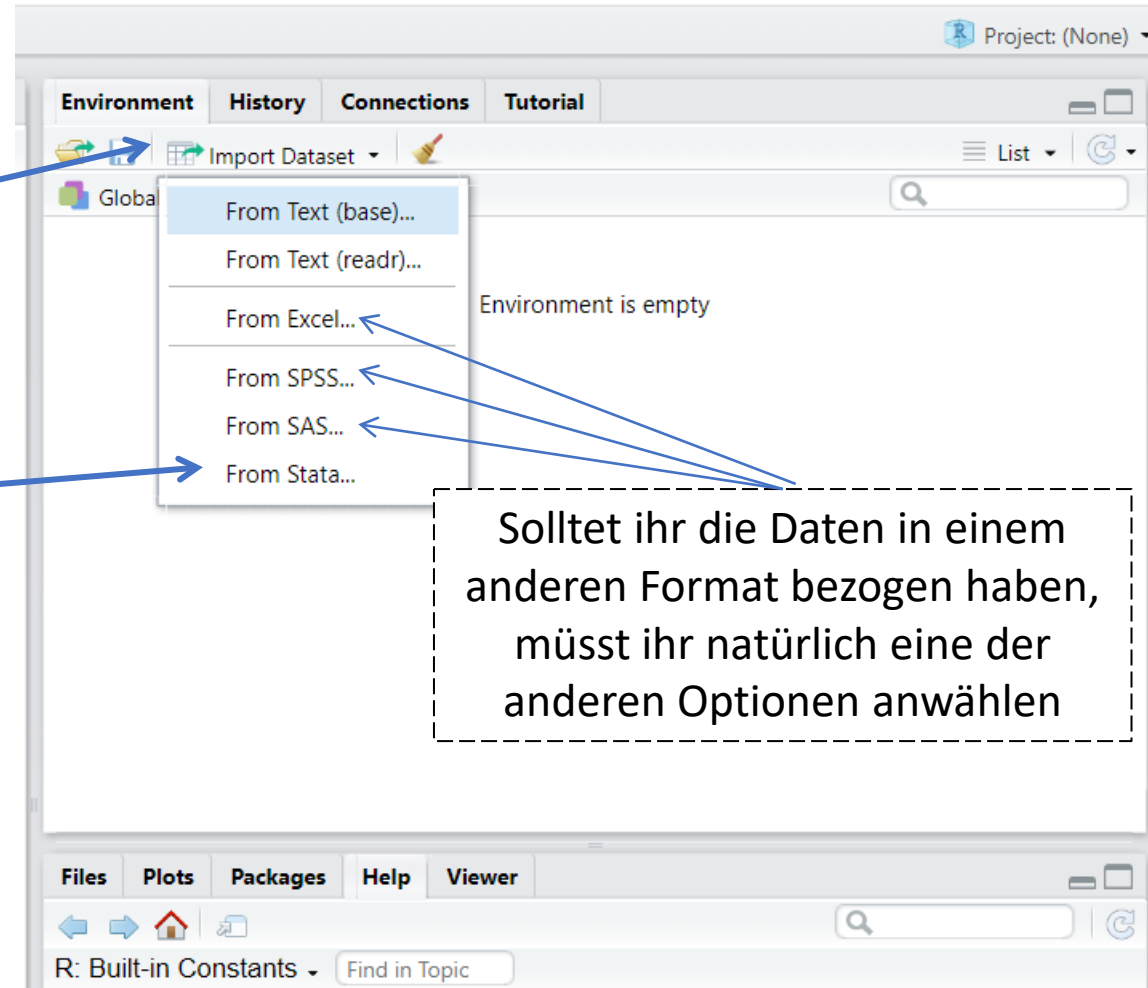 Project: (None)
Environment History Connections Tutorial
Import Dataset
List
Global
From Text (base)...
From Text (readr)...
From Excel...
Environment is empty
From SPSS...
From SAS...
From Stata...
Solltet ihr die Daten in einem
anderen Format bezogen haben,
müsst ihr natürlich eine der
anderen Optionen anwählen
Files Plots Packages Help Viewer
R: Built-in Constants
Find in Topic